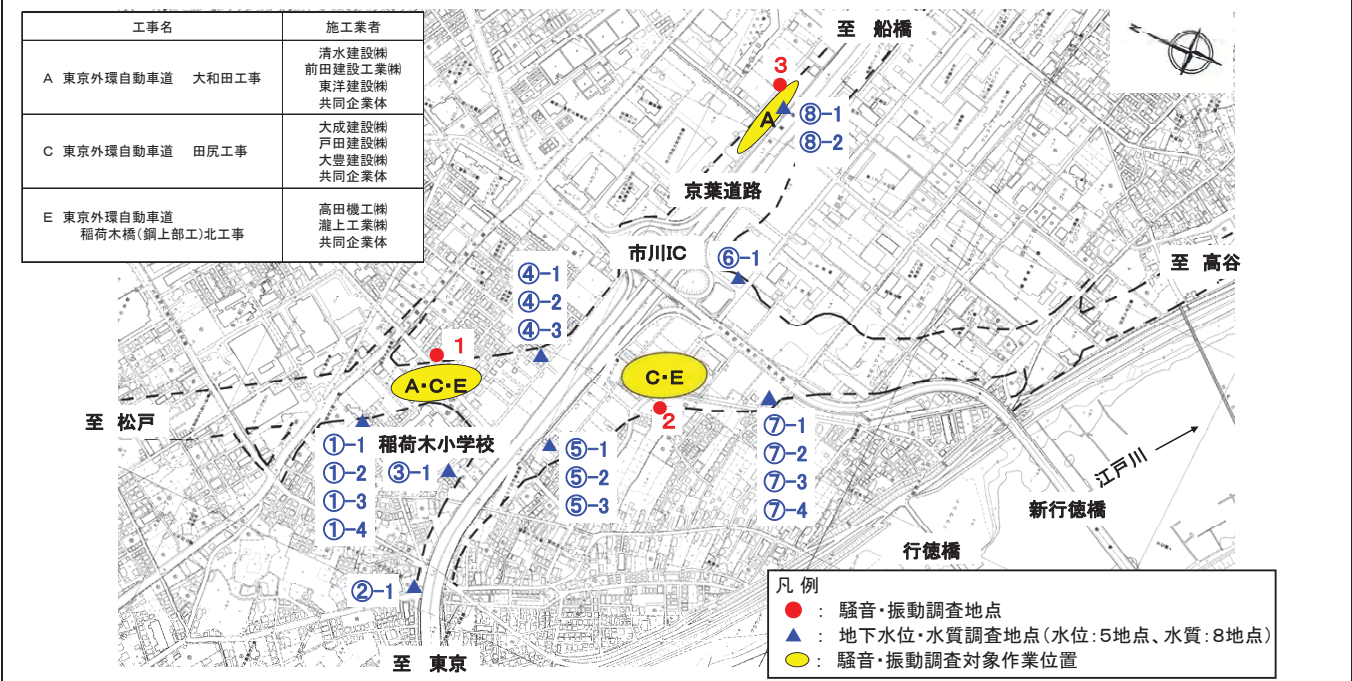 工事名 施工業者
A 東京外環自動車道 大和田工事
清水建設㈱
前田建設工業㈱
東洋建設㈱
共同企業体
C 東京外環自動車道 田尻工事
大成建設㈱
戸田建設㈱
大豊建設㈱
共同企業体
E 東京外環自動車道
稲荷木橋(鋼上部工)北工事
高田機工㈱
瀧上工業㈱
共同企業体
至 船橋
3
A
⑧-1
⑧-2
京葉道路
市川IC
⑥-1
至 高谷
④-1
④-2
④-3
1
A・C・E
C・E
2
至 松戸
①-1
①-2
①-3
①-4
稲荷木小学校
③-1
⑤-1
⑤-2
⑤-3
⑦-1
⑦-2
⑦-3
⑦-4
江戸川
新行徳橋
行徳橋
②-1
至 東京
凡 例
： 騒音・振動調査地点
： 地下水位・水質調査地点(水位:5地点、水質:8地点)
： 騒音・振動調査対象作業位置